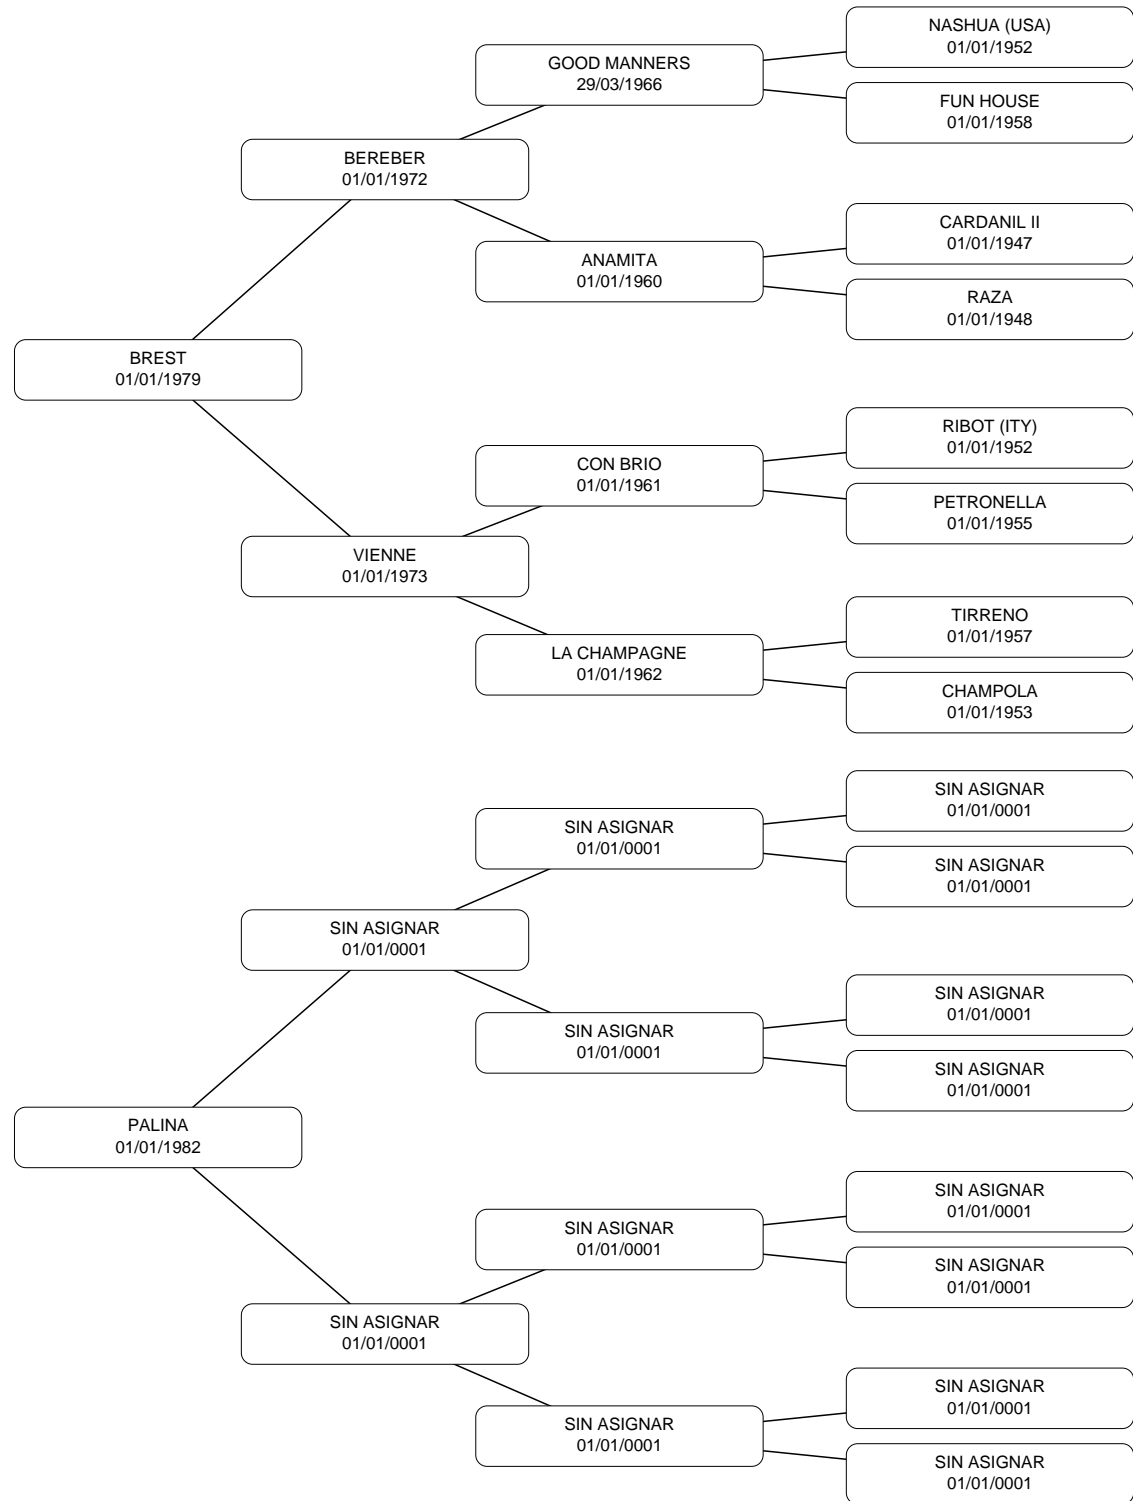 NASHUA (USA)
01/01/1952
GOOD MANNERS
29/03/1966
FUN HOUSE
01/01/1958
BEREBER
01/01/1972
CARDANIL II
01/01/1947
ANAMITA
01/01/1960
RAZA
01/01/1948
BREST
01/01/1979
RIBOT (ITY)
01/01/1952
CON BRIO
01/01/1961
PETRONELLA
01/01/1955
VIENNE
01/01/1973
TIRRENO
01/01/1957
LA CHAMPAGNE
01/01/1962
CHAMPOLA
01/01/1953
SIN ASIGNAR
01/01/0001
SIN ASIGNAR
01/01/0001
SIN ASIGNAR
01/01/0001
SIN ASIGNAR
01/01/0001
SIN ASIGNAR
01/01/0001
SIN ASIGNAR
01/01/0001
SIN ASIGNAR
01/01/0001
PALINA
01/01/1982
SIN ASIGNAR
01/01/0001
SIN ASIGNAR
01/01/0001
SIN ASIGNAR
01/01/0001
SIN ASIGNAR
01/01/0001
SIN ASIGNAR
01/01/0001
SIN ASIGNAR
01/01/0001
SIN ASIGNAR
01/01/0001